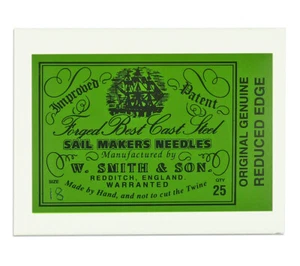 Improved Patent
Forged Best Cast Steel
SAIL MAKERS NEEDLES
Manufactured by
W. SMITH & SON.
REDDITCH, ENGLAND.
SIZE WARRANTED QTY
18 Made by Hand, and not to cut the Twine 25
ORIGINAL GENUINE
REDUCED EDGE